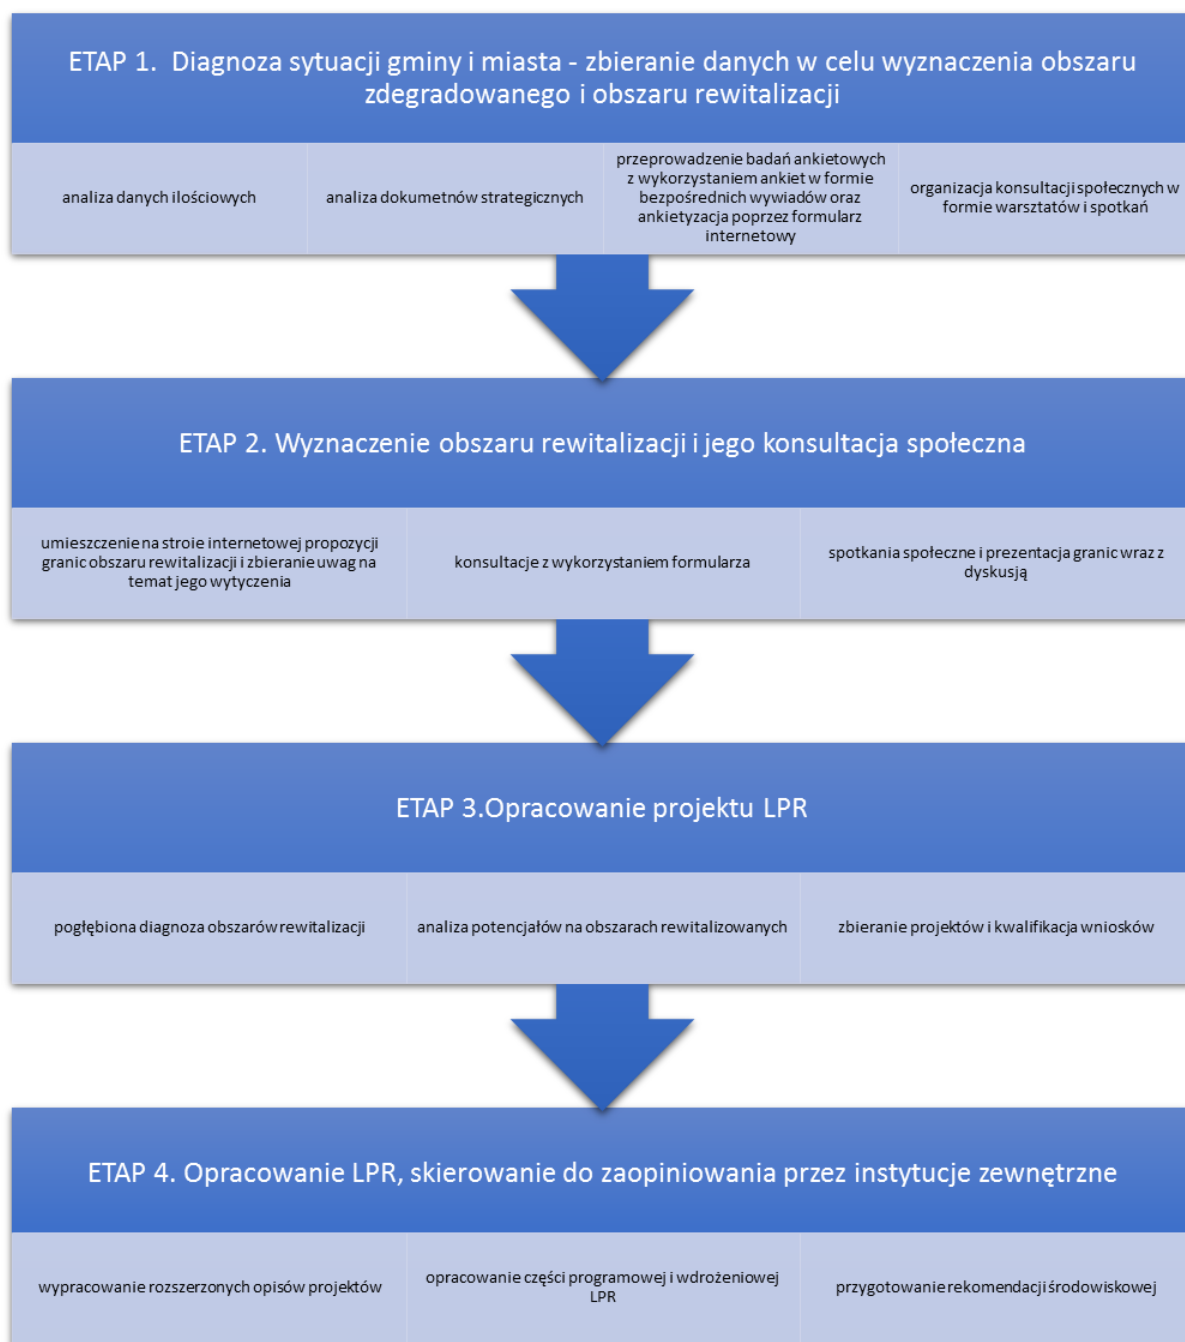 ETAP 1.  Diagnoza sytuacji gminy i miasta - zbieranie danych w celu wyznaczenia obszaru
zdegradowanego i obszaru rewitalizacji
analiza danych ilościowych
analiza dokumetnów strategicznych
przeprowadzenie badań ankietowych
z wykorzystaniem ankiet w formie
bezpośrednich wywiadów oraz
ankietyzacja poprzez formularz
internetowy
organizacja konsultacji społecznych w
formie warsztatów i spotkań
ETAP 2. Wyznaczenie obszaru rewitalizacji i jego konsultacja społeczna
umieszczenie na stroie internetowej propozycji
granic obszaru rewitalizacji i zbieranie uwag na
temat jego wytyczenia
konsultacje z wykorzystaniem formularza
spotkania społeczne i prezentacja granic wraz z
dyskusją
ETAP 3.Opracowanie projektu LPR
pogłębiona diagnoza obszarów rewitalizacji
analiza potencjałów na obszarach rewitalizowanych
zbieranie projektów i kwalifikacja wniosków
ETAP 4. Opracowanie LPR, skierowanie do zaopiniowania przez instytucje zewnętrzne
wypracowanie rozszerzonych opisów projektów
opracowanie części programowej i wdrożeniowej
LPR
przygotowanie rekomendacji środowiskowej